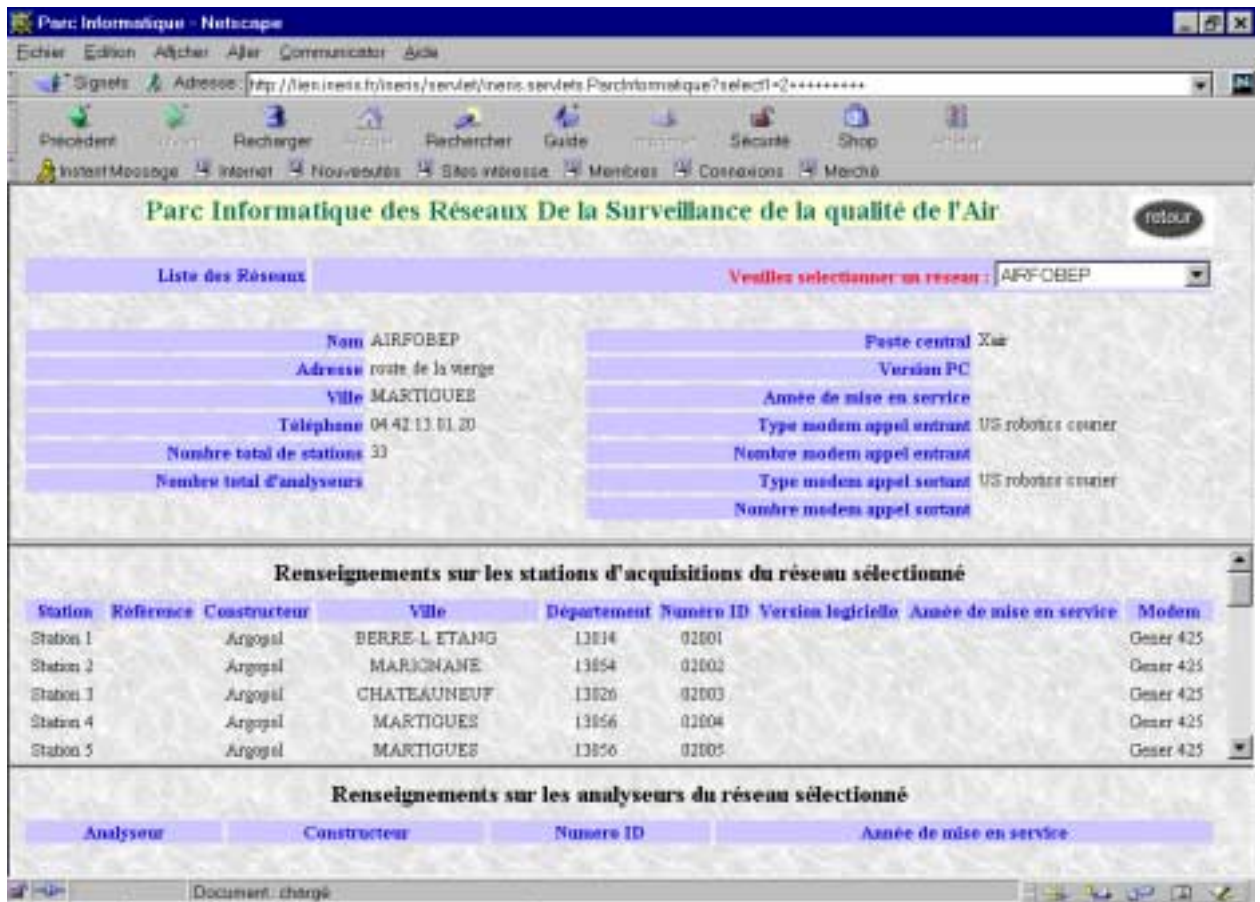 Parc Informatique - Netscape
Fichier Edition Afficher Aller Communicator Aide
Signets Adresse http://lien.ineris.fr/ineris/servlet/ineris.servlets.ParcInformatique?select1=2+++++++++
Précédent Recharger Rechercher Guide Imprimer Sécurité Shop
Instant Message Internet Nouveautés Sites intéresse Membres Connexions Marché
Parc Informatique des Réseaux De la Surveillance de la qualité de l'Air
retour
Liste des Réseaux
Veuillez selectionner un réseau : AIRFOBEP
Nom AIRFOBEP
Adresse route de la vierge
Ville MARTIGUES
Téléphone 04.42.13.01.20
Nombre total de stations 33
Nombre total d'analyseurs
Poste central Xair
Version PC
Année de mise en service
Type modem appel entrant US robotics courier
Nombre modem appel entrant
Type modem appel sortant US robotics courier
Nombre modem appel sortant
Renseignements sur les stations d'acquisitions du réseau sélectionné
Station Référence Constructeur Ville Département Numéro ID Version logicielle Année de mise en service Modem
Station 1 Argopal BERRE-L ETANG 13014 02001 Gener 425
Station 2 Argopal MARIGNANE 13054 02002 Gener 425
Station 3 Argopal CHATEAUNEUF 13026 02003 Gener 425
Station 4 Argopal MARTIGUES 13056 02004 Gener 425
Station 5 Argopal MARTIGUES 13056 02005 Gener 425
Renseignements sur les analyseurs du réseau sélectionné
Analyseur Constructeur Numero ID Année de mise en service
Document: chargé